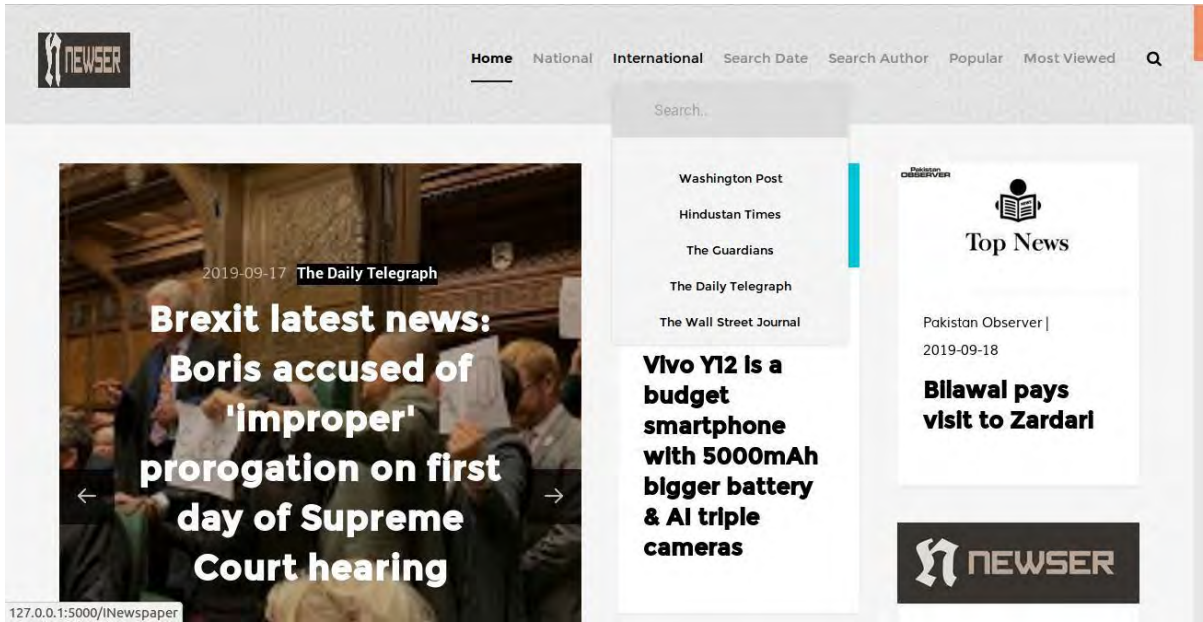 NEWSER
Home National International Search Date Search Author Popular Most Viewed
Search..
Washington Post
Hindustan Times
The Guardians
The Daily Telegraph
The Wall Street Journal
2019-09-17 The Daily Telegraph
Brexit latest news:
Boris accused of
'improper'
prorogation on first
day of Supreme
Court hearing
Vivo Y12 is a
budget
smartphone
with 5000mAh
bigger battery
& AI triple
cameras
Pakistan
OBSERVER
Top News
Pakistan Observer |
2019-09-18
Bilawal pays
visit to Zardari
NEWSER
127.0.0.1:5000/INewspaper